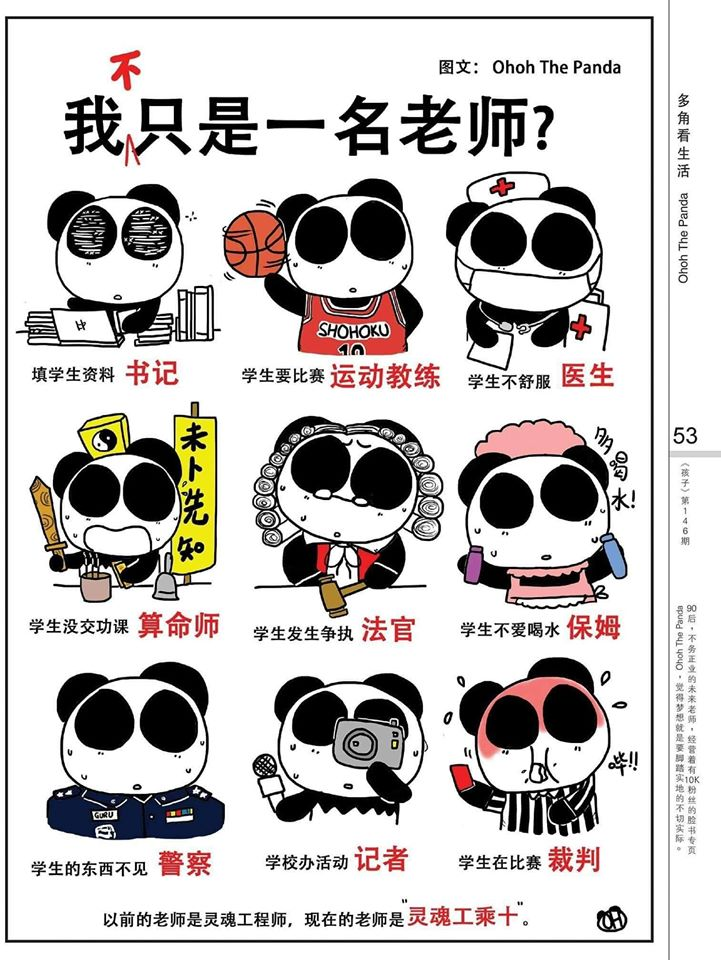 图文： Ohoh The Panda
不
我只是一名老师?
SHOHOKU
10
填学生资料 书记
学生要比赛 运动教练
学生不舒服 医生
未卜先知
多喝水!
学生没交功课 算命师
学生发生争执 法官
学生不爱喝水 保姆
GURU
哔!!
学生的东西不见 警察
学校办活动 记者
学生在比赛 裁判
以前的老师是灵魂工程师，现在的老师是"灵魂工乘十"。
OH
多角看生活 Ohoh The Panda
53
《孩子》第146期
Ohoh The Panda，觉得梦想就是要脚踏实地的不切实际。
90后，不务正业的未来老师，经营着有10K粉丝的脸书专页